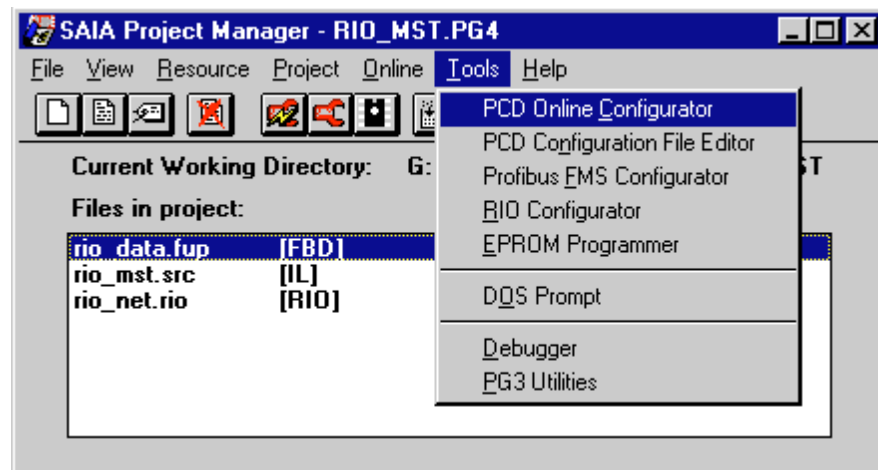 SAIA Project Manager - RIO_MST.PG4
File View Resource Project Online Tools Help
PCD Online Configurator
PCD Configuration File Editor
Profibus FMS Configurator
RIO Configurator
EPROM Programmer
DOS Prompt
Debugger
PG3 Utilities
Current Working Directory: G: ST
Files in project:
rio_data.fup [FBD]
rio_mst.src [IL]
rio_net.rio [RIO]